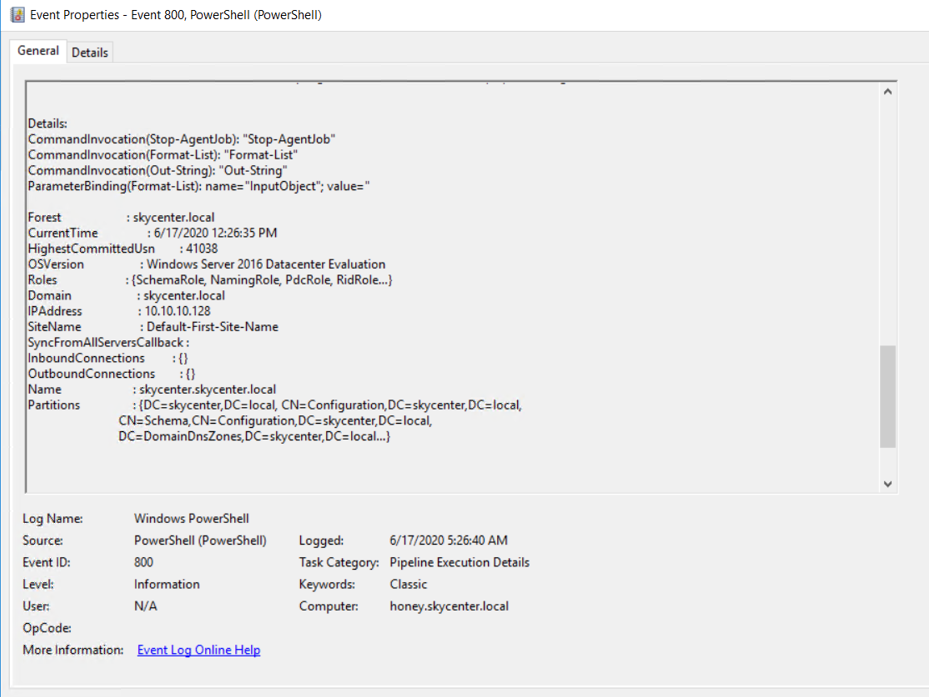 Event Properties - Event 800, PowerShell (PowerShell)
General
Details
Details:
CommandInvocation(Stop-AgentJob): "Stop-AgentJob"
CommandInvocation(Format-List): "Format-List"
CommandInvocation(Out-String): "Out-String"
ParameterBinding(Format-List): name="InputObject"; value="
Forest : skycenter.local
CurrentTime : 6/17/2020 12:26:35 PM
HighestCommittedUsn : 41038
OSVersion : Windows Server 2016 Datacenter Evaluation
Roles : {SchemaRole, NamingRole, PdcRole, RidRole...}
Domain : skycenter.local
IPAddress : 10.10.10.128
SiteName : Default-First-Site-Name
SyncFromAllServersCallback :
InboundConnections : {}
OutboundConnections : {}
Name : skycenter.skycenter.local
Partitions : {DC=skycenter,DC=local, CN=Configuration,DC=skycenter,DC=local,
CN=Schema,CN=Configuration,DC=skycenter,DC=local,
DC=DomainDnsZones,DC=skycenter,DC=local...}
Log Name: Windows PowerShell
Source: PowerShell (PowerShell) Logged: 6/17/2020 5:26:40 AM
Event ID: 800 Task Category: Pipeline Execution Details
Level: Information Keywords: Classic
User: N/A Computer: honey.skycenter.local
OpCode:
More Information: Event Log Online Help